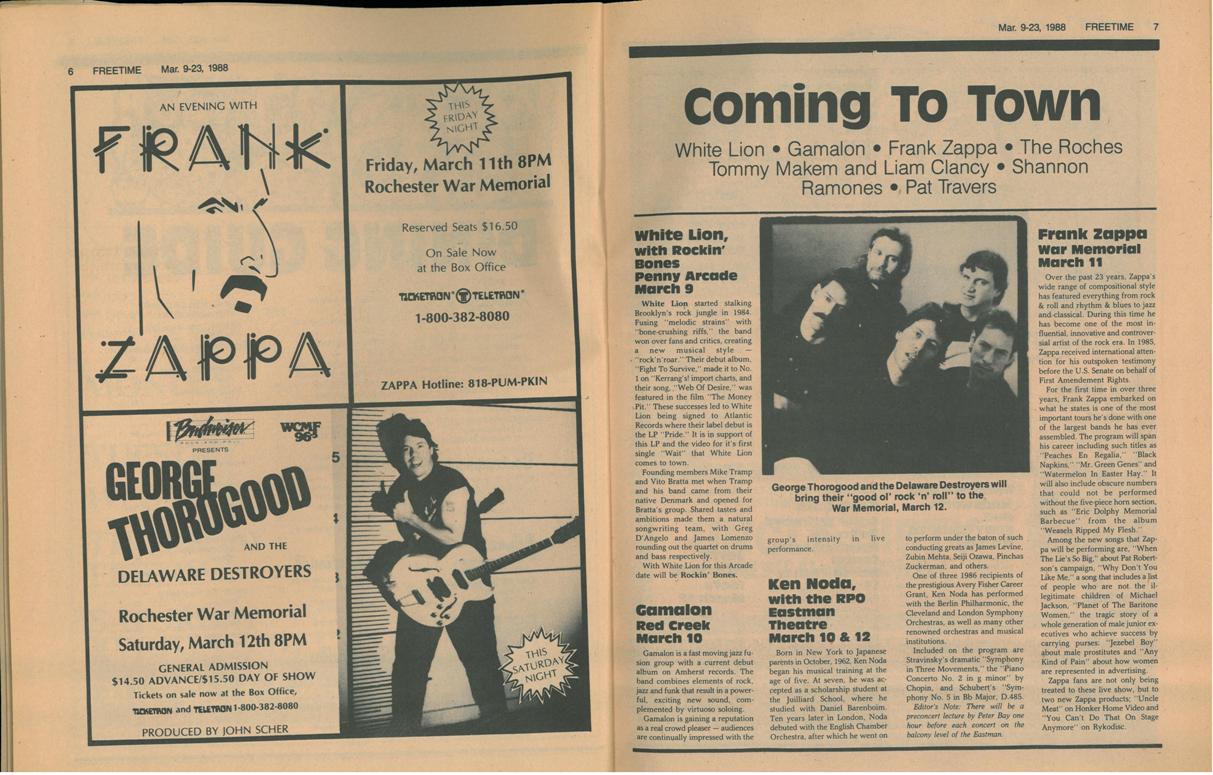 6 FREETIME Mar. 9-23, 1988
AN EVENING WITH
FRANK
ZAPPA
THIS
FRIDAY
NIGHT
Friday, March 11th 8PM
Rochester War Memorial
Reserved Seats $16.50
On Sale Now
at the Box Office
TICKETRON® TELETRON®
1-800-382-8080
ZAPPA Hotline: 818-PUM-PKIN
Budweiser
WCMF
96.5
PRESENTS
GEORGE
THOROGOOD
AND THE
DELAWARE DESTROYERS
Rochester War Memorial
Saturday, March 12th 8PM
GENERAL ADMISSION
$14.50 ADVANCE/$15.50 DAY OF SHOW
Tickets on sale now at the Box Office,
TICKETRON and TELETRON 1-800-382-8080
PRODUCED BY JOHN SCHER
5
4
3
2
THIS
SATURDAY
NIGHT
Mar. 9-23, 1988 FREETIME 7
Coming To Town
White Lion • Gamalon • Frank Zappa • The Roches
Tommy Makem and Liam Clancy • Shannon
Ramones • Pat Travers
White Lion,
with Rockin'
Bones
Penny Arcade
March 9
White Lion started stalking
Brooklyn's rock jungle in 1984.
Fusing "melodic strains" with
"bone-crushing riffs," the band
won over fans and critics, creating
a new musical style —
"rock'n'roar." Their debut album,
"Fight To Survive," made it to No.
1 on "Kerrang's! import charts, and
their song, "Web Of Desire," was
featured in the film "The Money
Pit." These successes led to White
Lion being signed to Atlantic
Records where their label debut is
the LP "Pride." It is in support of
this LP and the video for it's first
single "Wait" that White Lion
comes to town.
Founding members Mike Tramp
and Vito Bratta met when Tramp
and his band came from their
native Denmark and opened for
Bratta's group. Shared tastes and
ambitions made them a natural
songwriting team, with Greg
D'Angelo and James Lomenzo
rounding out the quartet on drums
and bass respectively.
With White Lion for this Arcade
date will be Rockin' Bones.
Gamalon
Red Creek
March 10
Gamalon is a fast moving jazz fu-
sion group with a current debut
album on Amherst records. The
band combines elements of rock,
jazz and funk that result in a power-
ful, exciting new sound, com-
plemented by virtuoso soloing.
Gamalon is gaining a reputation
as a real crowd pleaser — audiences
are continually impressed with the
George Thorogood and the Delaware Destroyers will
bring their "good ol' rock 'n' roll" to the
War Memorial, March 12.
group's intensity in live
performance.
Ken Noda,
with the RPO
Eastman
Theatre
March 10 & 12
Born in New York to Japanese
parents in October, 1962, Ken Noda
began his musical training at the
age of five. At seven, he was ac-
cepted as a scholarship student at
the Juilliard School, where he
studied with Daniel Barenboim.
Ten years later in London, Noda
debuted with the English Chamber
Orchestra, after which he went on
to perform under the baton of such
conducting greats as James Levine,
Zubin Mehta, Seiji Ozawa, Pinchas
Zuckerman, and others.
One of three 1986 recipients of
the prestigious Avery Fisher Career
Grant, Ken Noda has performed
with the Berlin Philharmonic, the
Cleveland and London Symphony
Orchestras, as well as many other
renowned orchestras and musical
institutions.
Included on the program are
Stravinsky's dramatic "Symphony
in Three Movements," the "Piano
Concerto No. 2 in g minor" by
Chopin, and Schubert's "Sym-
phony No. 5 in Bb Major, D.485.
Editor's Note: There will be a
preconcert lecture by Peter Bay one
hour before each concert on the
balcony level of the Eastman.
Frank Zappa
War Memorial
March 11
Over the past 23 years, Zappa's
wide range of compositional style
has featured everything from rock
& roll and rhythm & blues to jazz
and-classical. During this time he
has become one of the most in-
fluential, innovative and controver-
sial artist of the rock era. In 1985,
Zappa received international atten-
tion for his outspoken testimony
before the U.S. Senate on behalf of
First Amendement Rights.
For the first time in over three
years, Frank Zappa embarked on
what he states is one of the most
important tours he's done with one
of the largest bands he has ever
assembled. The program will span
his career including such titles as
"Peaches En Regalia," "Black
Napkins," "Mr. Green Genes" and
"Watermelon In Easter Hay." It
will also include obscure numbers
that could not be performed
without the five-piece horn section,
such as "Eric Dolphy Memorial
Barbecue" from the album
"Weasels Ripped My Flesh."
Among the new songs that Zap-
pa will be performing are, "When
The Lie's So Big," about Pat Robert-
son's campaign, "Why Don't You
Like Me," a song that includes a list
of people who are not the il-
legitimate children of Michael
Jackson, "Planet of The Baritone
Women," the tragic story of a
whole generation of male junior ex-
ecutives who achieve success by
carrying purses: "Jezebel Boy"
about male prostitutes and "Any
Kind of Pain" about how women
are represented in advertising.
Zappa fans are not only being
treated to these live show, but to
two new Zappa products; "Uncle
Meat" on Honker Home Video and
"You Can't Do That On Stage
Anymore" on Rykodisc.